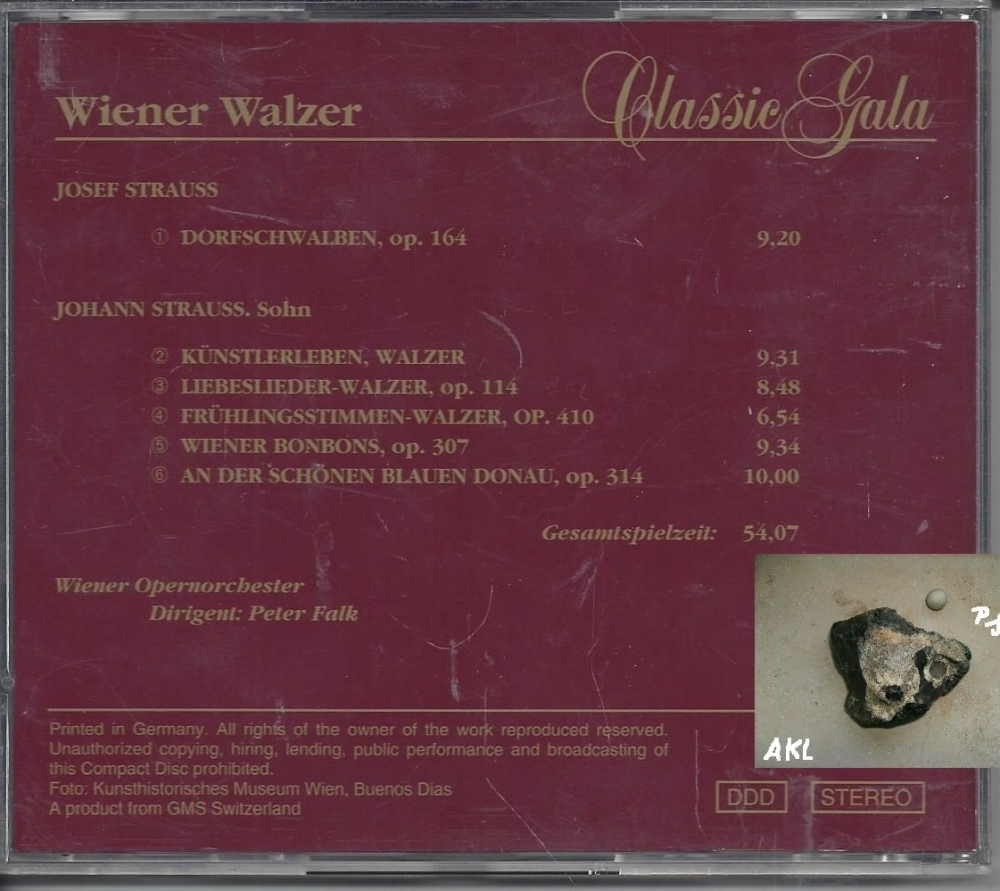 Wiener Walzer
Classic Gala
JOSEF STRAUSS
① DORFSCHWALBEN, op. 164 9,20
JOHANN STRAUSS. Sohn
② KÜNSTLERLEBEN, WALZER 9,31
③ LIEBESLIEDER-WALZER, op. 114 8,48
④ FRÜHLINGSSTIMMEN-WALZER, OP. 410 6,54
⑤ WIENER BONBONS, op. 307 9,34
⑥ AN DER SCHÖNEN BLAUEN DONAU, op. 314 10,00
Gesamtspielzeit: 54,07
Wiener Opernorchester
Dirigent: Peter Falk
AKL
Printed in Germany. All rights of the owner of the work reproduced reserved.
Unauthorized copying, hiring, lending, public performance and broadcasting of
this Compact Disc prohibited.
Foto: Kunsthistorisches Museum Wien, Buenos Dias
A product from GMS Switzerland
DDD STEREO